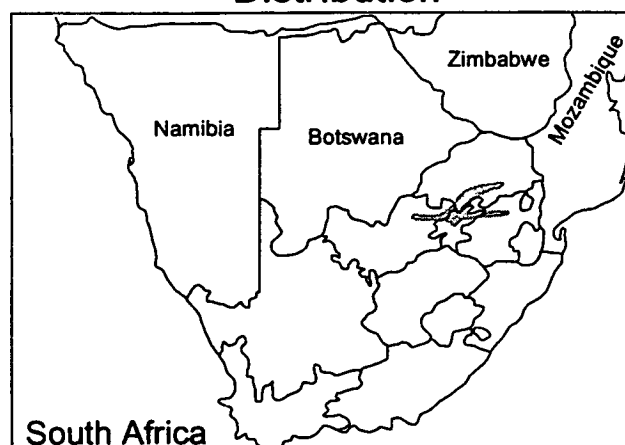 Distribution
Zimbabwe
Mozambique
Namibia
Botswana
South Africa